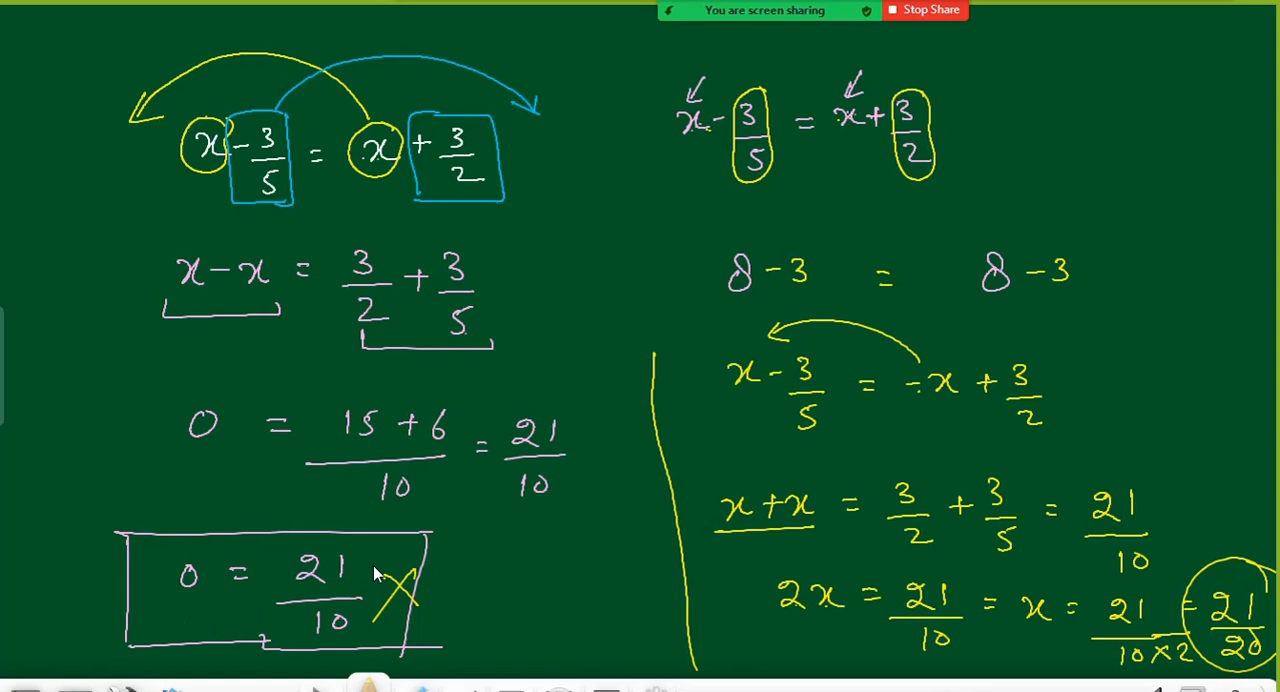 You are screen sharing Stop Share
x - 3/5 = x + 3/2
x - x = 3/2 + 3/5
0 = 15 + 6/10 = 21/10
0 = 21/10
x - 3/5 = x + 3/2
8 - 3 = 8 - 3
x - 3/5 = -x + 3/2
x + x = 3/2 + 3/5 = 21/10
2x = 21/10 = x = 21/10×2 = 21/20